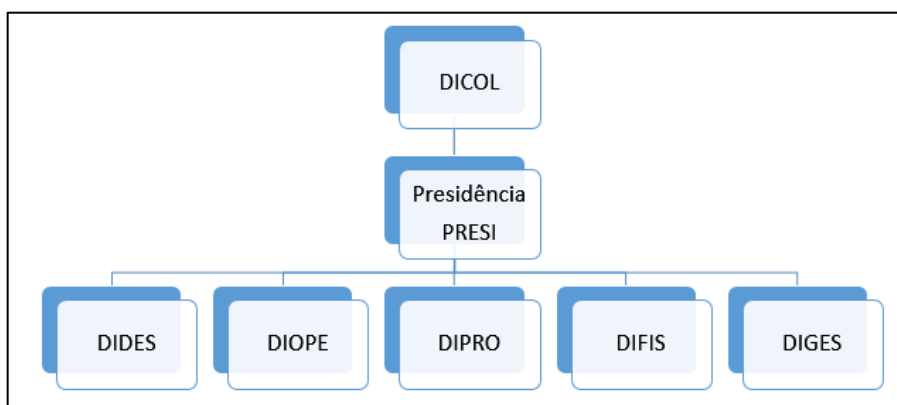 DICOL
Presidência
PRESI
DIDES
DIOPE
DIPRO
DIFIS
DIGES